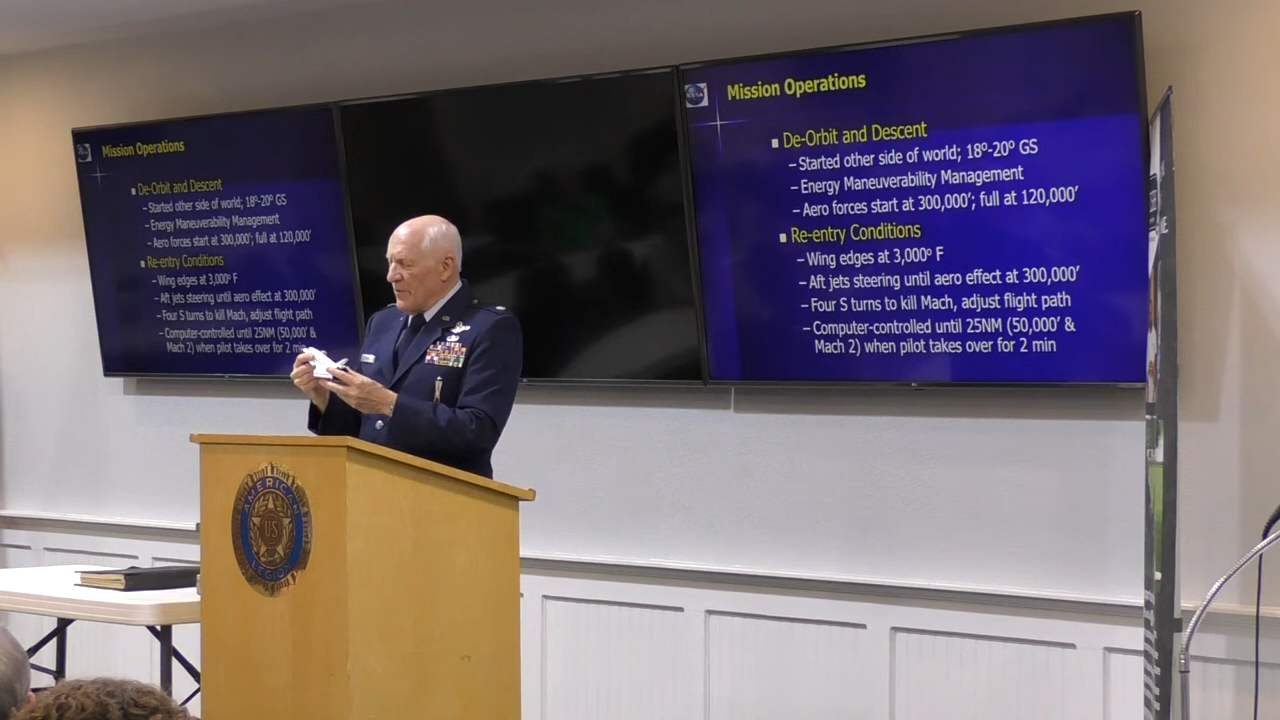 Mission Operations
De-Orbit and Descent
–Started other side of world; 18º-20º GS
–Energy Maneuverability Management
–Aero forces start at 300,000'; full at 120,000'
Re-entry Conditions
–Wing edges at 3,000º F
–Aft jets steering until aero effect at 300,000'
–Four S turns to kill Mach, adjust flight path
–Computer-controlled until 25NM (50,000' &
Mach 2) when pilot takes over for 2 min
Mission Operations
De-Orbit and Descent
–Started other side of world; 18º-20º GS
–Energy Maneuverability Management
–Aero forces start at 300,000'; full at 120,000'
Re-entry Conditions
–Wing edges at 3,000º F
–Aft jets steering until aero effect at 300,000'
–Four S turns to kill Mach, adjust flight path
–Computer-controlled until 25NM (50,000' &
Mach 2) when pilot takes over for 2 min
AMERICAN
US
LEGION